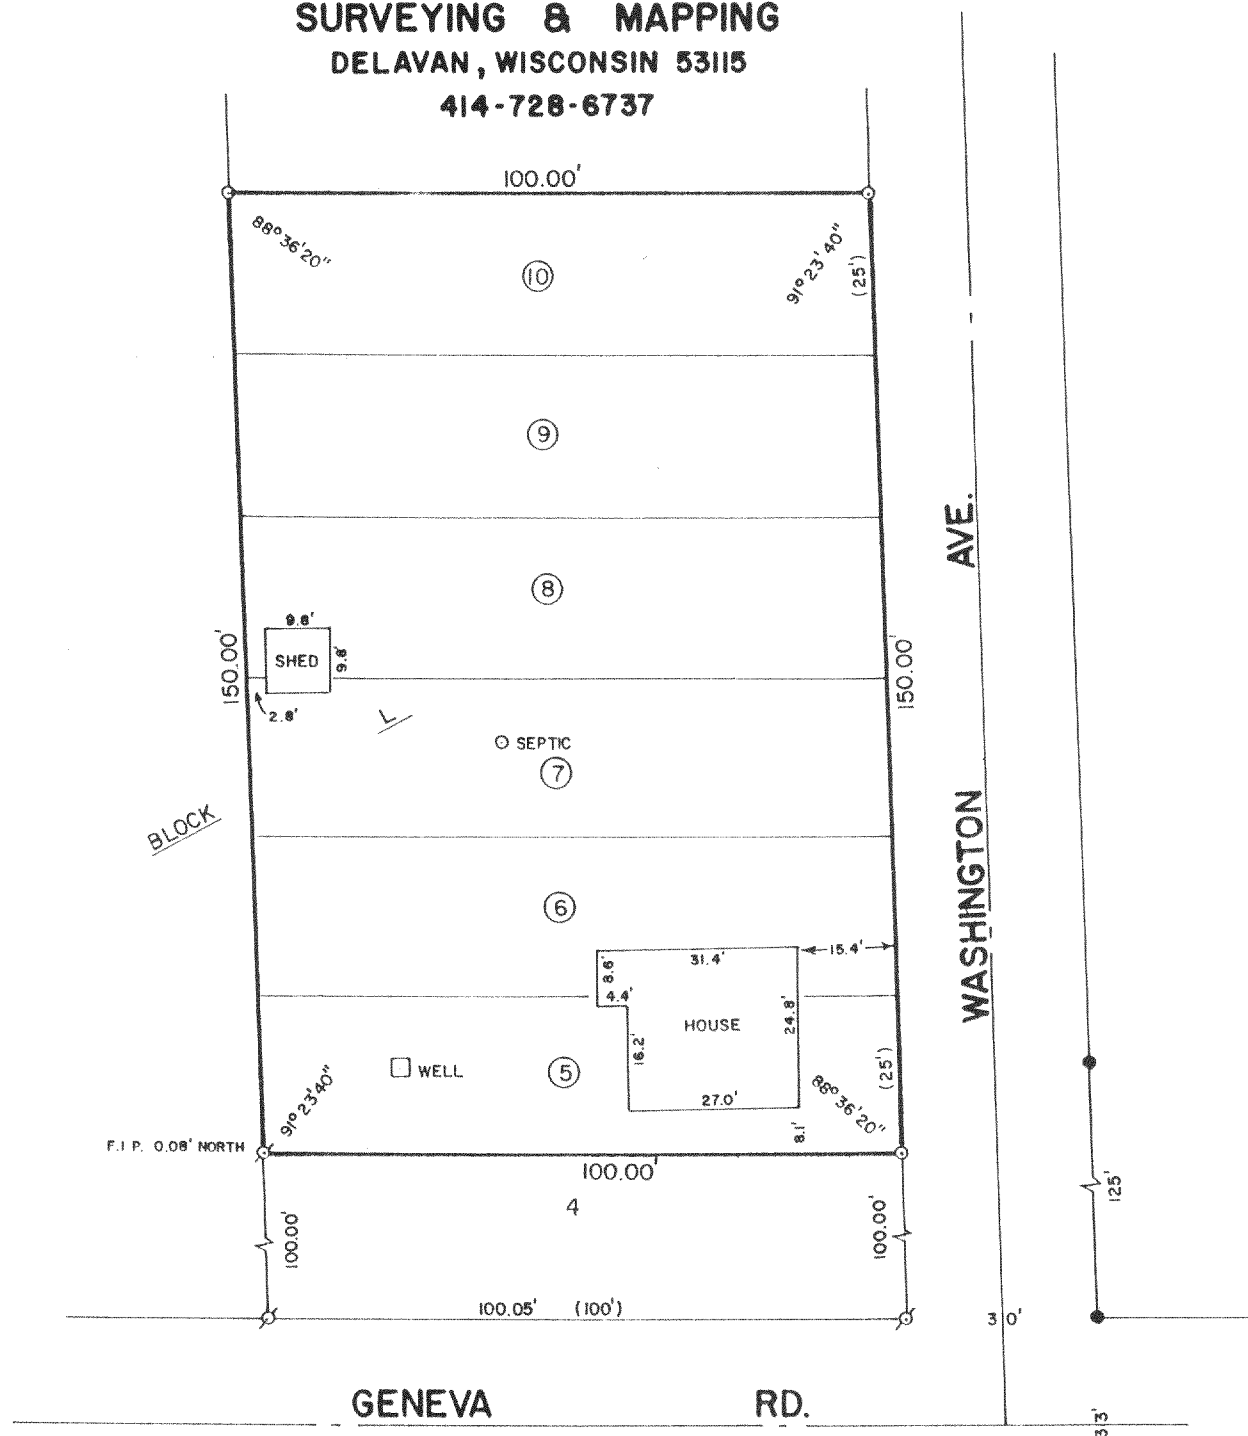 SURVEYING & MAPPING
DELAVAN, WISCONSIN 53115
414-728-6737
100.00'
88°36'20"
91°23'40"
(25')
10
9
AVE.
8
9.8'
SHED
9.8'
150.00'
150.00'
2.8'
L
SEPTIC
7
BLOCK
WASHINGTON
6
15.4'
31.4'
8.6'
4.4'
24.8'
HOUSE
16.2'
WELL
5
(25')
27.0'
88°36'20"
91°23'40"
8.1'
F.I.P. 0.08' NORTH
100.00'
4
125'
100.00'
100.00'
100.05' (100')
30'
GENEVA RD.
33'